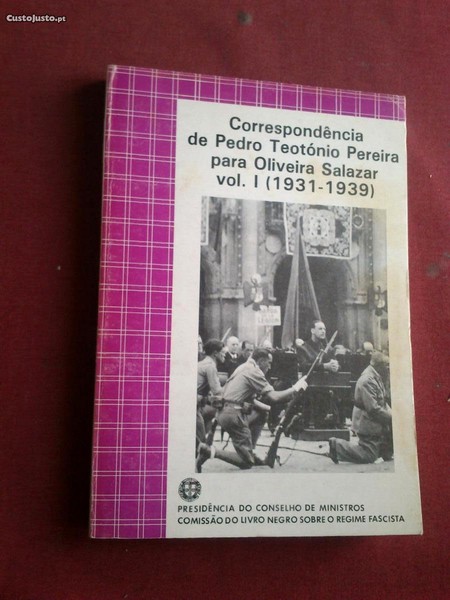 CustoJusto.pt
Correspondência
de Pedro Teotónio Pereira
para Oliveira Salazar
vol. I (1931-1939)
PRESIDÊNCIA DO CONSELHO DE MINISTROS
COMISSÃO DO LIVRO NEGRO SOBRE O REGIME FASCISTA